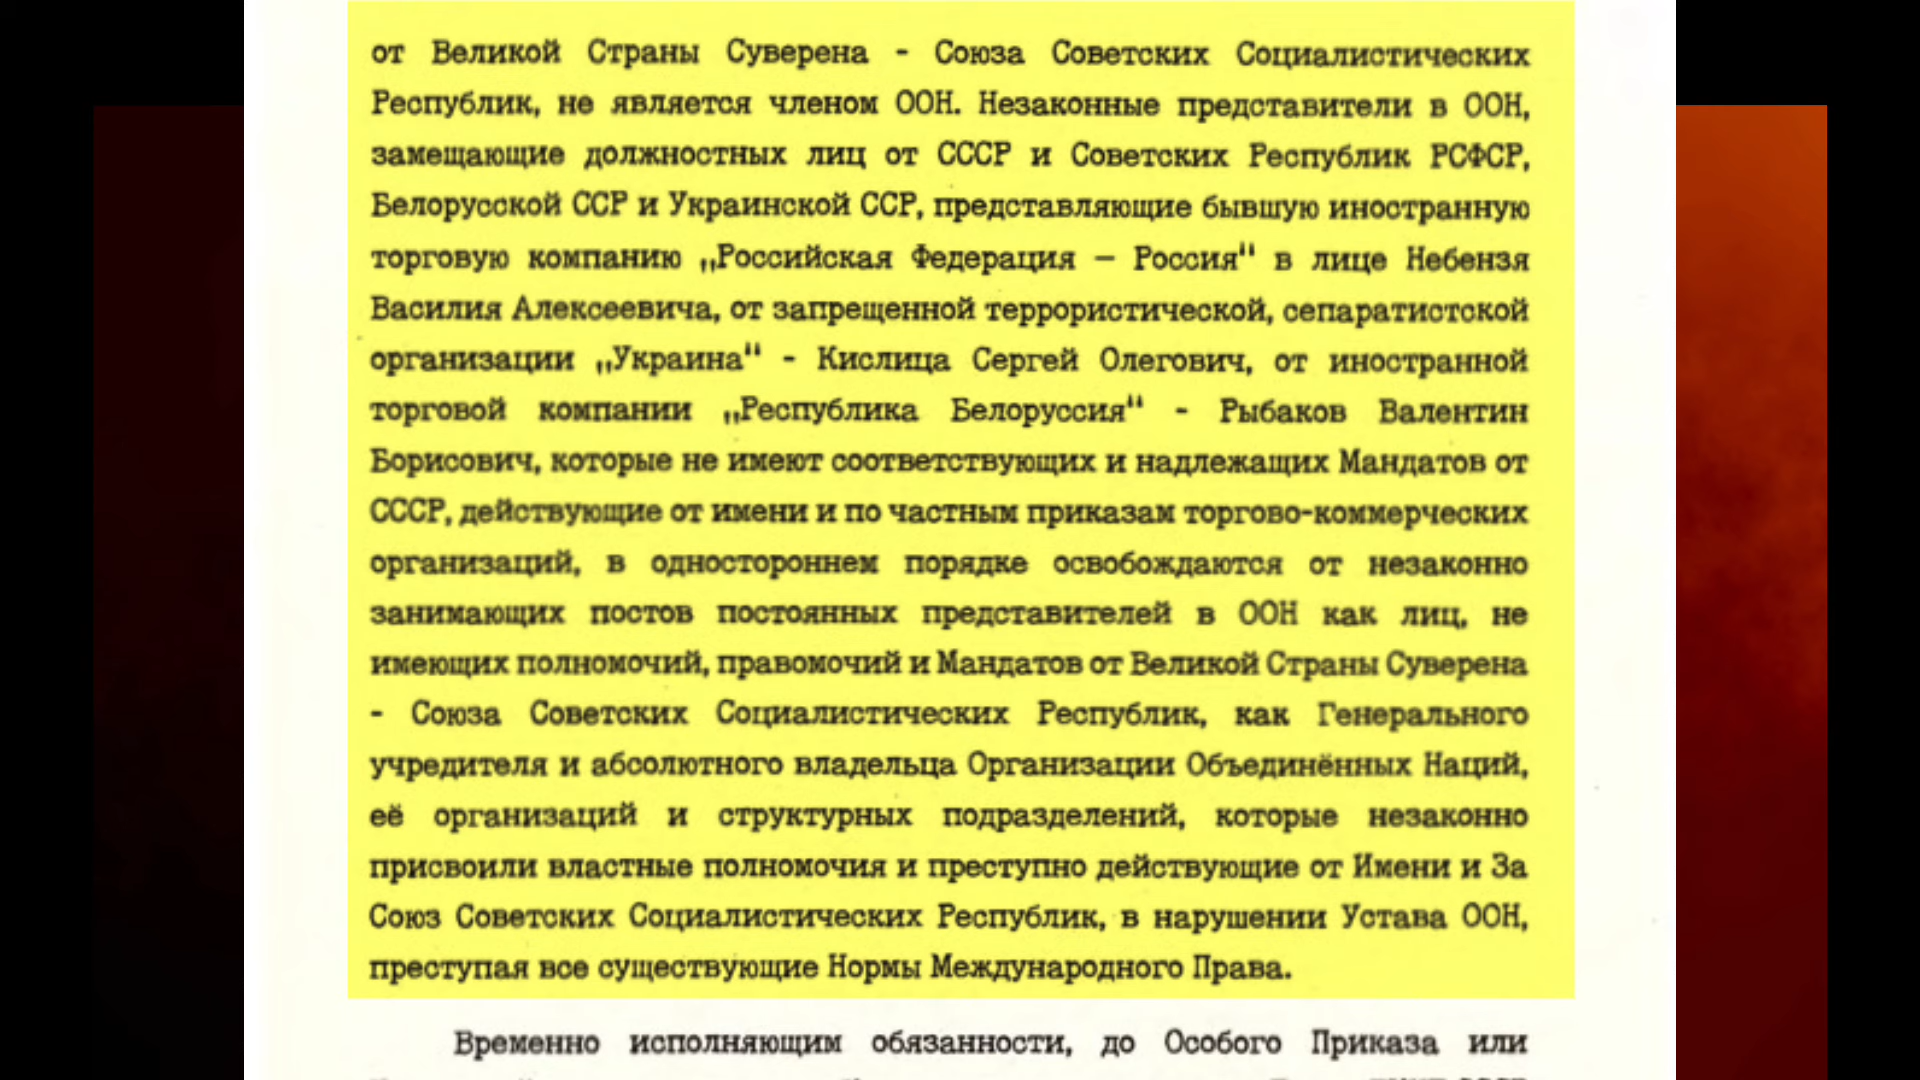 от Великой Страны Суверена - Союза Советских Социалистических
Республик, не является членом ООН. Незаконные представители в ООН,
замещающие должностных лиц от СССР и Советских Республик РСФСР,
Белорусской ССР и Украинской ССР, представляющие бывшую иностранную
торговую компанию „Российская Федерация — Россия" в лице Небензя
Василия Алексеевича, от запрещенной террористической, сепаратистской
организации „Украина" - Кислица Сергей Олегович, от иностранной
торговой компании „Республика Белоруссия" - Рыбаков Валентин
Борисович, которые не имеют соответствующих и надлежащих Мандатов от
СССР, действующие от имени и по частным приказам торгово-коммерческих
организаций, в одностороннем порядке освобождаются от незаконно
занимающих постов постоянных представителей в ООН как лиц, не
имеющих полномочий, правомочий и Мандатов от Великой Страны Суверена
- Союза Советских Социалистических Республик, как Генерального
учредителя и абсолютного владельца Организации Объединённых Наций,
её организаций и структурных подразделений, которые незаконно
присвоили властные полномочия и преступно действующие от Имени и За
Союз Советских Социалистических Республик, в нарушении Устава ООН,
преступая все существующие Нормы Международного Права.
Временно исполняющим обязанности, до Особого Приказа или